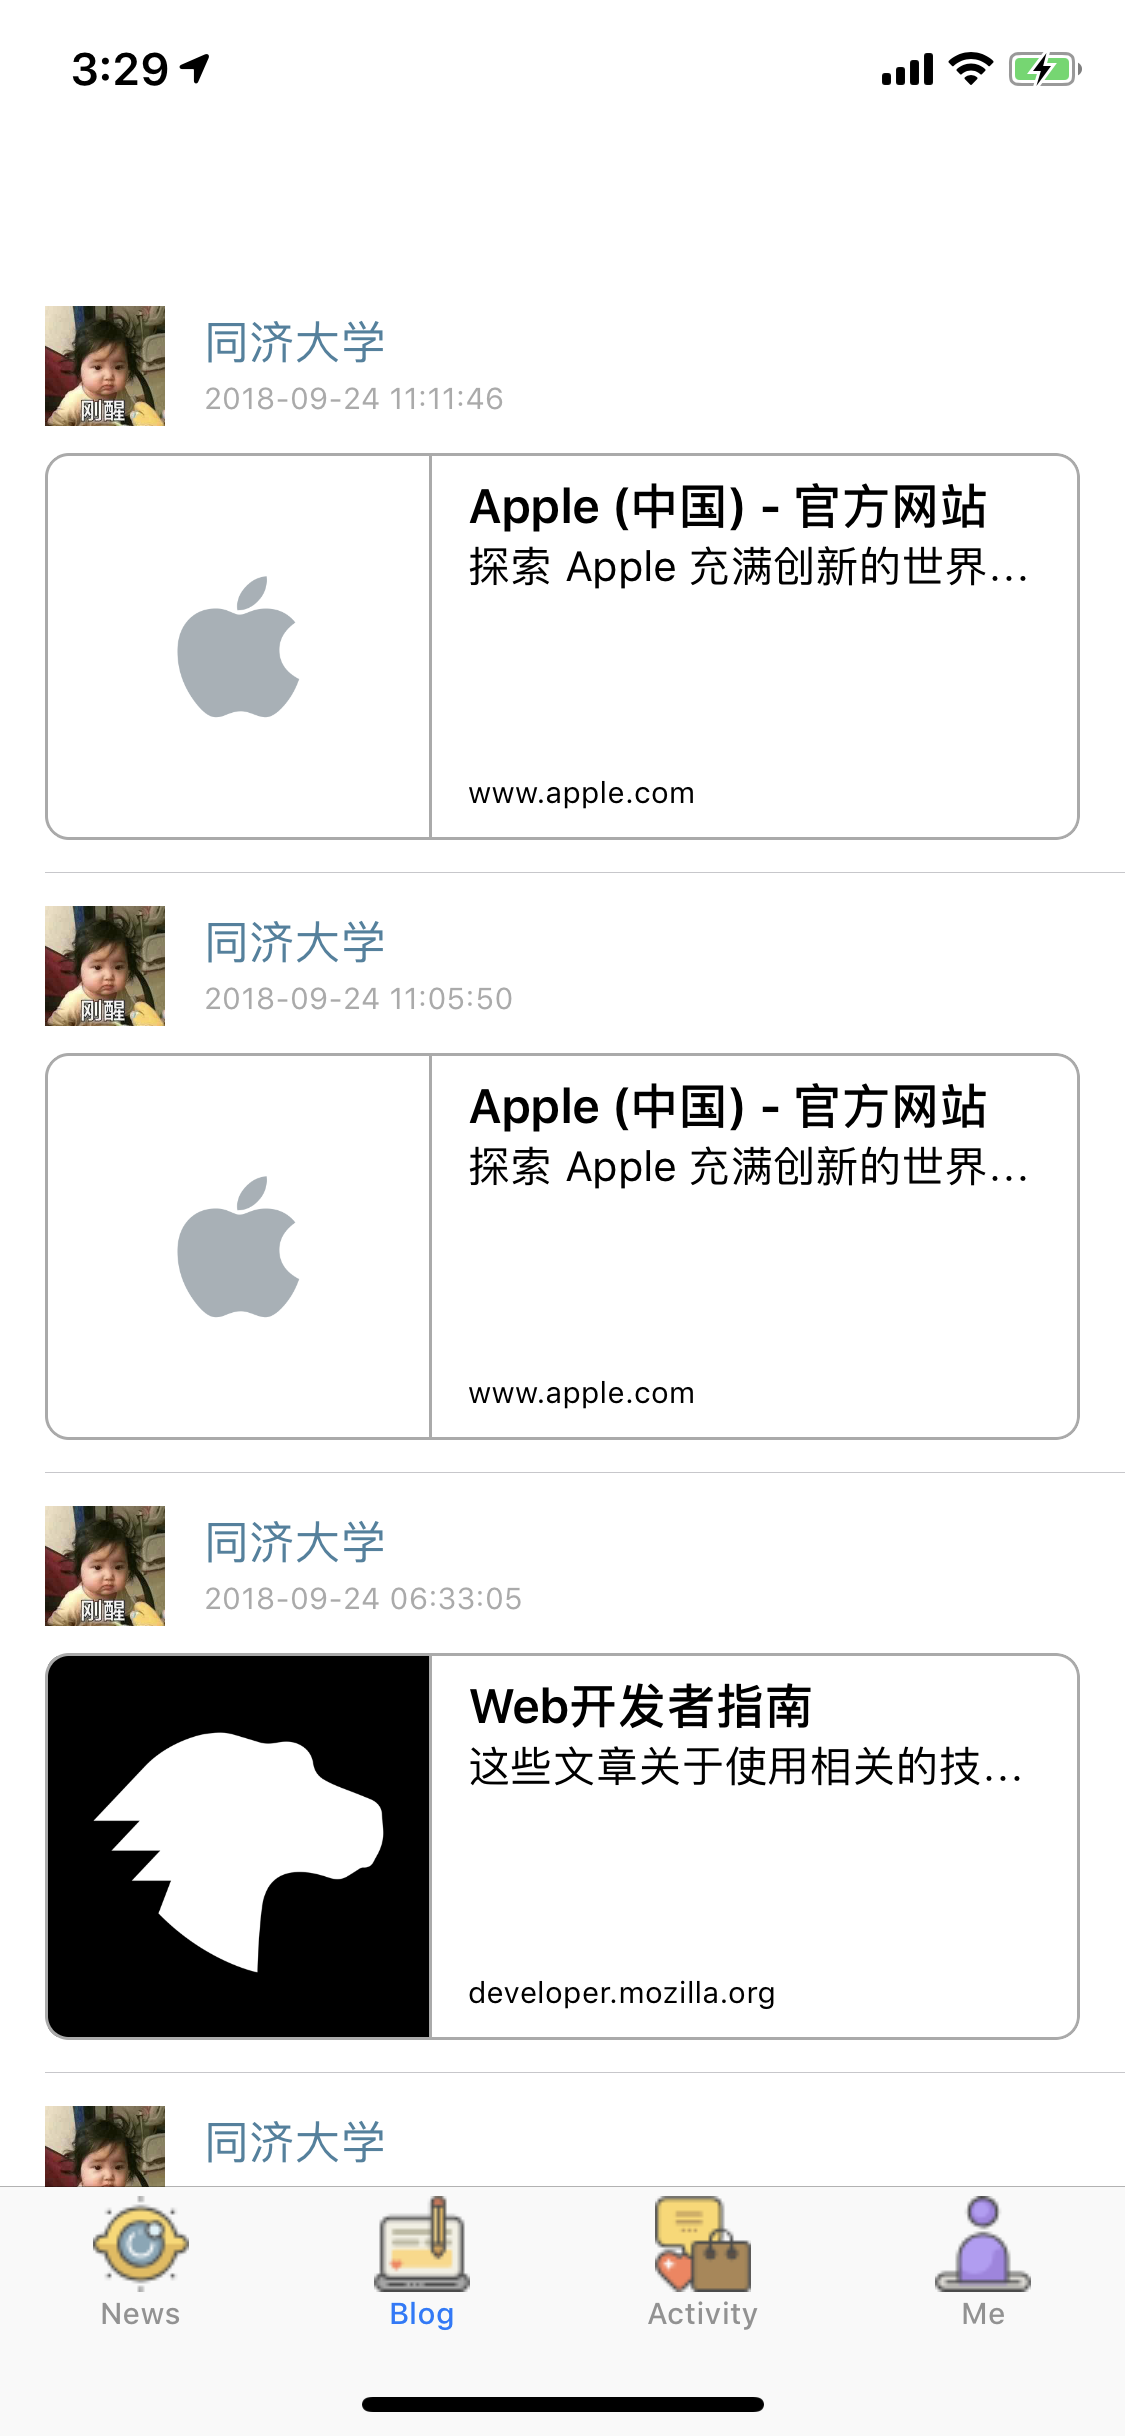 3:29
同济大学
2018-09-24 11:11:46
刚醒
Apple (中国) - 官方网站
探索 Apple 充满创新的世界...
www.apple.com
同济大学
2018-09-24 11:05:50
刚醒
Apple (中国) - 官方网站
探索 Apple 充满创新的世界...
www.apple.com
同济大学
2018-09-24 06:33:05
刚醒
Web开发者指南
这些文章关于使用相关的技...
developer.mozilla.org
同济大学
News
Blog
Activity
Me